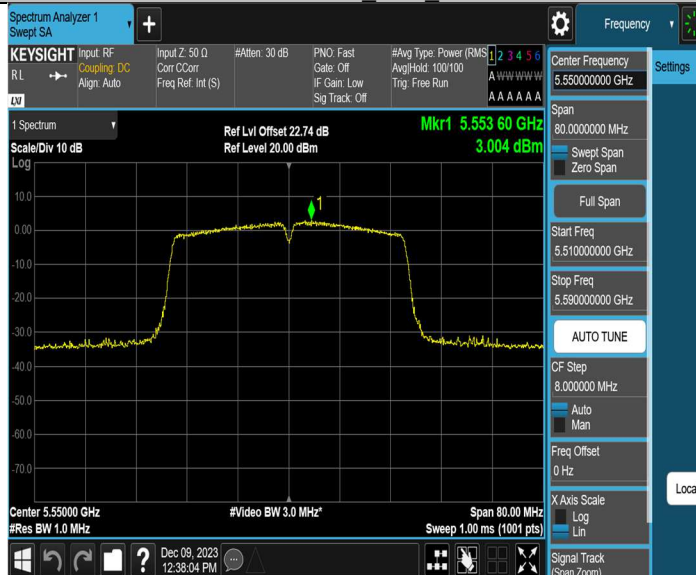 Spectrum Analyzer 1
Swept SA
Frequency
KEYSIGHT
RL
LXI
Input: RF
Coupling: DC
Align: Auto
Input Z: 50 Ω
Corr CCorr
Freq Ref: Int (S)
#Atten: 30 dB
PNO: Fast
Gate: Off
IF Gain: Low
Sig Track: Off
#Avg Type: Power (RMS
Avg|Hold: 100/100
Trig: Free Run
1 2 3 4 5 6
A W W W W W
A A A A A A
1 Spectrum
Scale/Div 10 dB
Log
Ref Lvl Offset 22.74 dB
Ref Level 20.00 dBm
Mkr1 5.553 60 GHz
3.004 dBm
1
10.0
0.00
-10.0
-20.0
-30.0
-40.0
-50.0
-60.0
-70.0
Center 5.55000 GHz
#Res BW 1.0 MHz
#Video BW 3.0 MHz*
Span 80.00 MHz
Sweep 1.00 ms (1001 pts)
Center Frequency
5.550000000 GHz
Settings
Span
80.0000000 MHz
Swept Span
Zero Span
Full Span
Start Freq
5.510000000 GHz
Stop Freq
5.590000000 GHz
AUTO TUNE
CF Step
8.000000 MHz
Auto
Man
Freq Offset
0 Hz
X Axis Scale
Log
Lin
Loca
Signal Track
(Span Zoom)
?
Dec 09, 2023
12:38:04 PM